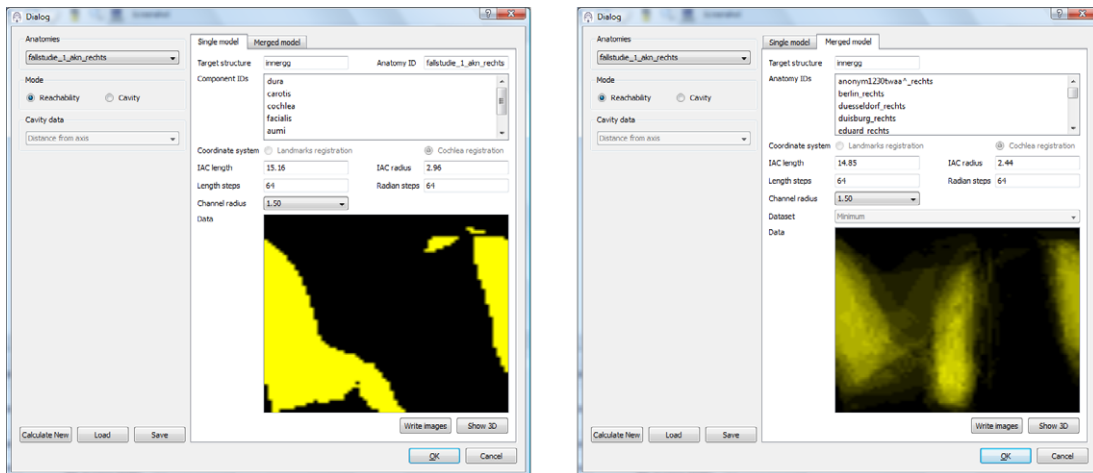 Dialog
Anatomies
fallstudie_1_akn_rechts
Mode
Reachability Cavity
Cavity data
Distance from axis
Calculate New Load Save
Single model Merged model
Target structure innergg Anatomy ID fallstudie_1_akn_rechts
Component IDs
dura
carotis
cochlea
facialis
aumi
Coordinate system Landmarks registration Cochlea registration
IAC length 15.16 IAC radius 2.96
Length steps 64 Radian steps 64
Channel radius 1.50
Data
Write images Show 3D
OK Cancel
Dialog
Anatomies
fallstudie_1_akn_rechts
Mode
Reachability Cavity
Cavity data
Distance from axis
Calculate New Load Save
Single model Merged model
Target structure innergg
Anatomy IDs
anonym1230twaa^_rechts
berlin_rechts
duesseldorf_rechts
duisburg_rechts
eduard_rechts
Coordinate system Landmarks registration Cochlea registration
IAC length 14.85 IAC radius 2.44
Length steps 64 Radian steps 64
Channel radius 1.50
Dataset Minimum
Data
Write images Show 3D
OK Cancel